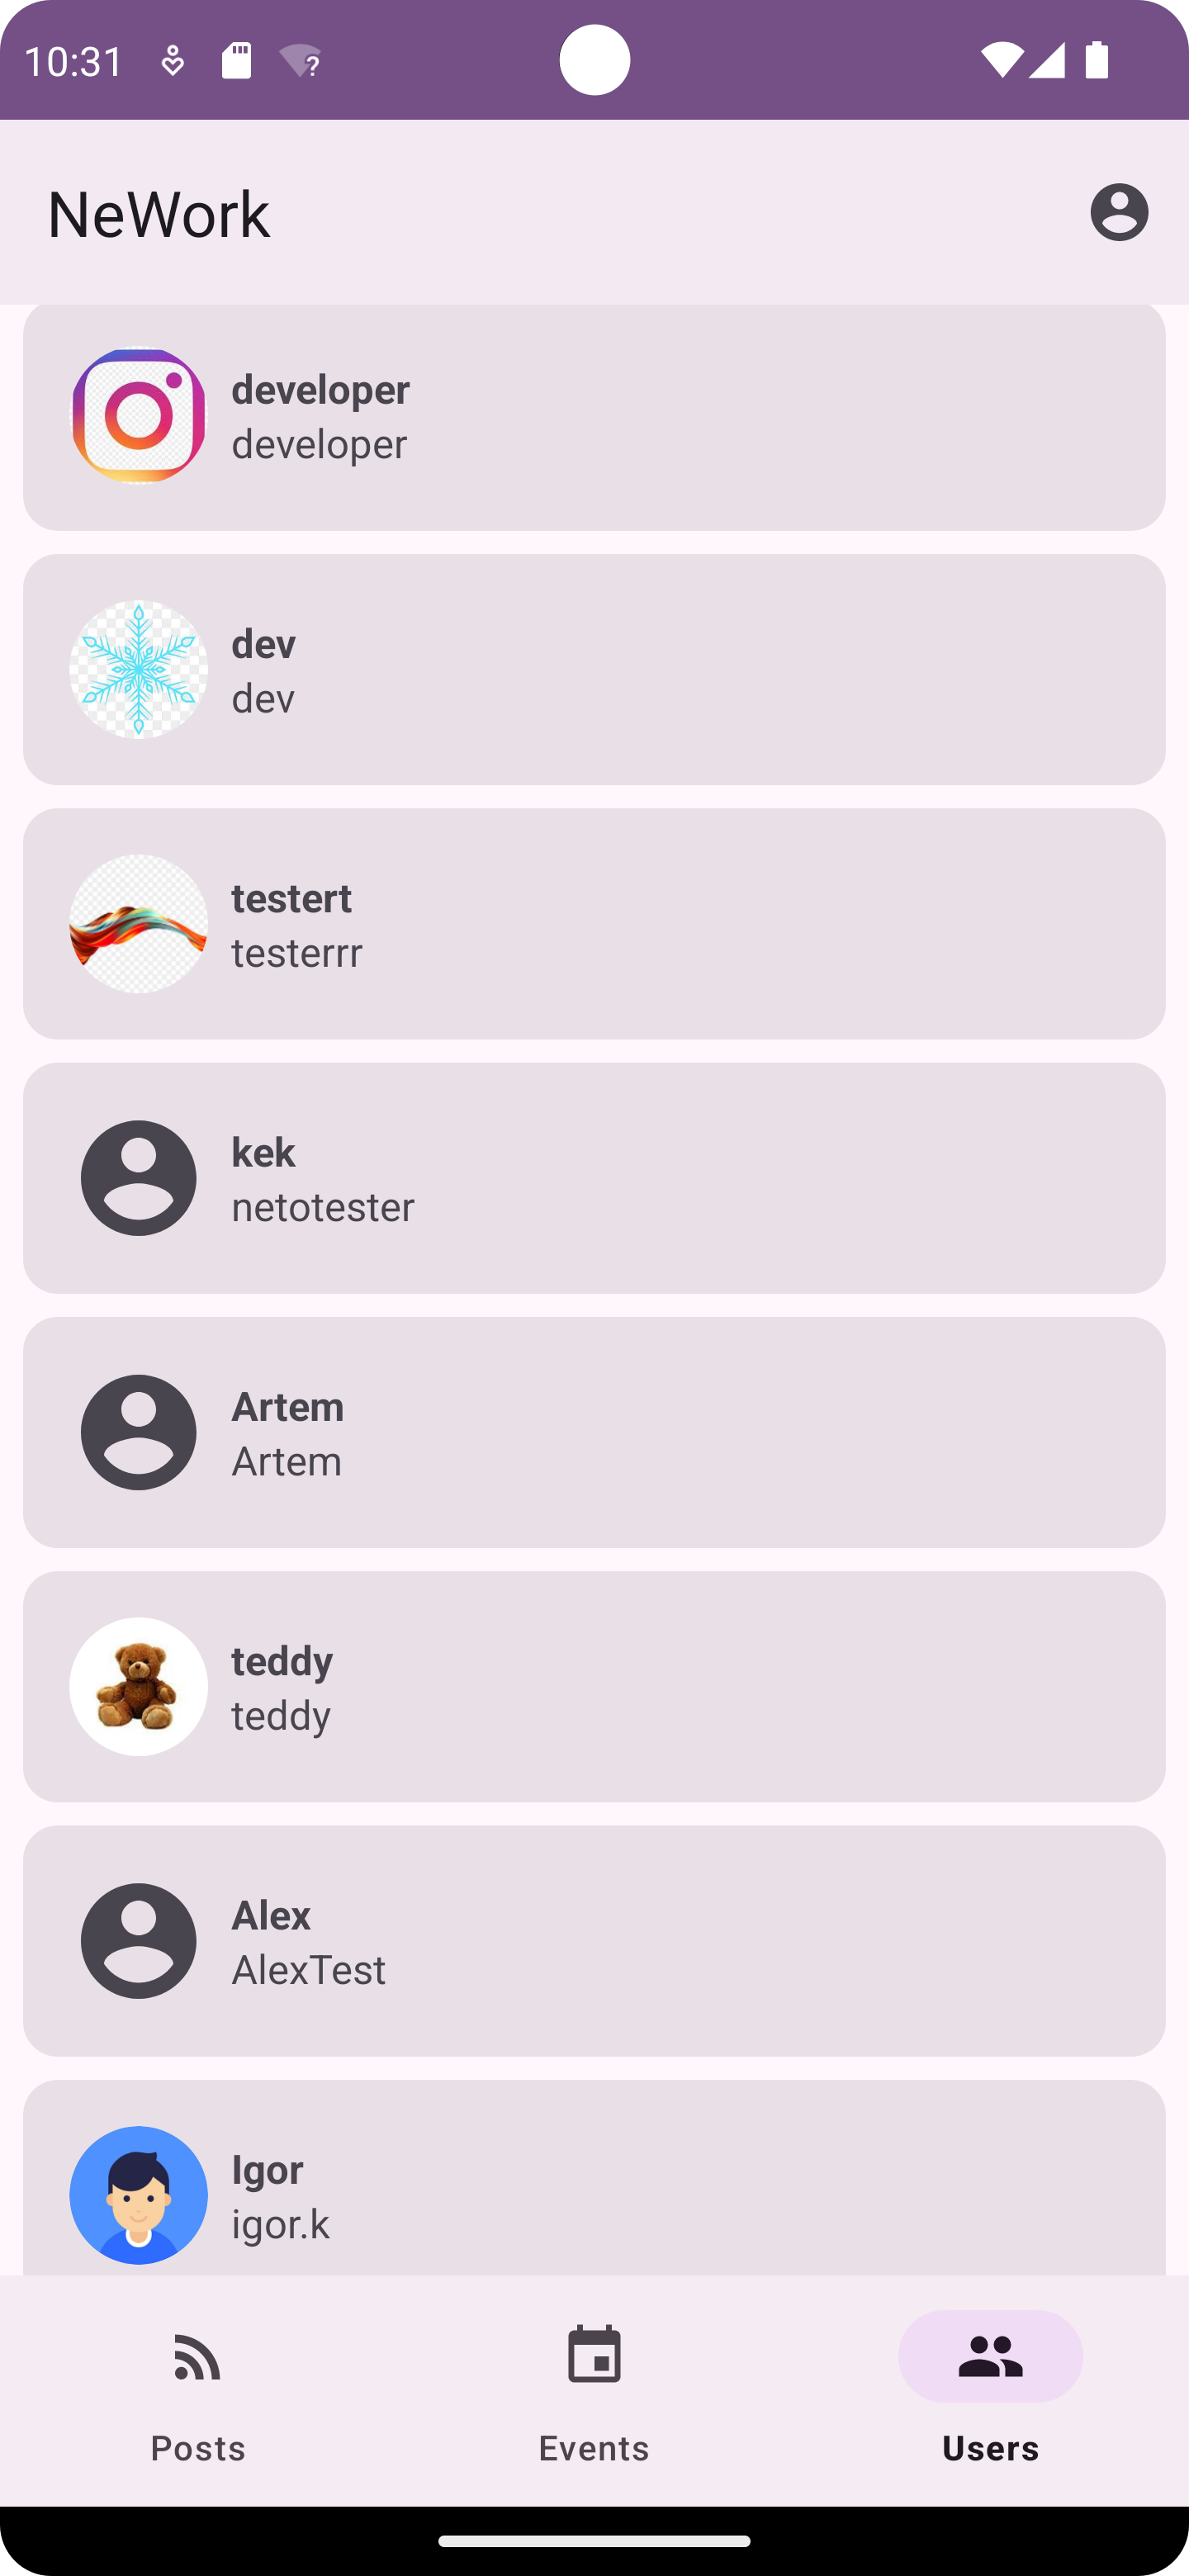 10:31
NeWork
developer
developer
dev
dev
testert
testerrr
kek
netotester
Artem
Artem
teddy
teddy
Alex
AlexTest
Igor
igor.k
Posts
Events
Users